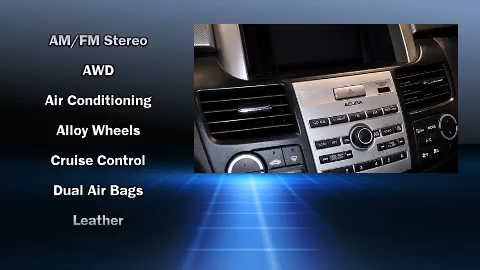 AM/FM Stereo
AWD
Air Conditioning
Alloy Wheels
Cruise Control
Dual Air Bags
Leather
ACURA